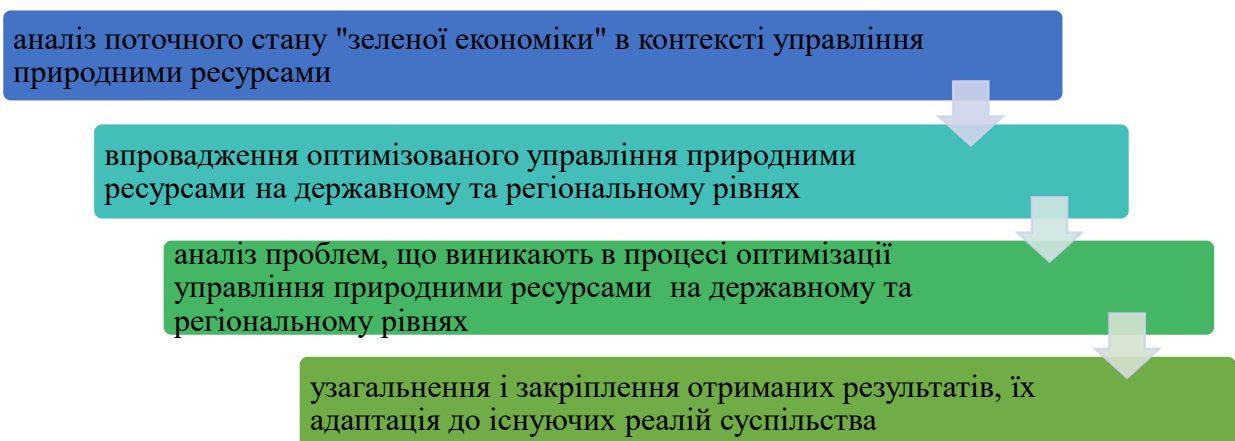 аналіз поточного стану "зеленої економіки" в контексті управління
природними ресурсами
впровадження оптимізованого управління природними
ресурсами на державному та регіональному рівнях
аналіз проблем, що виникають в процесі оптимізації
управління природними ресурсами  на державному та
регіональному рівнях
узагальнення і закріплення отриманих результатів, їх
адаптація до існуючих реалій суспільства